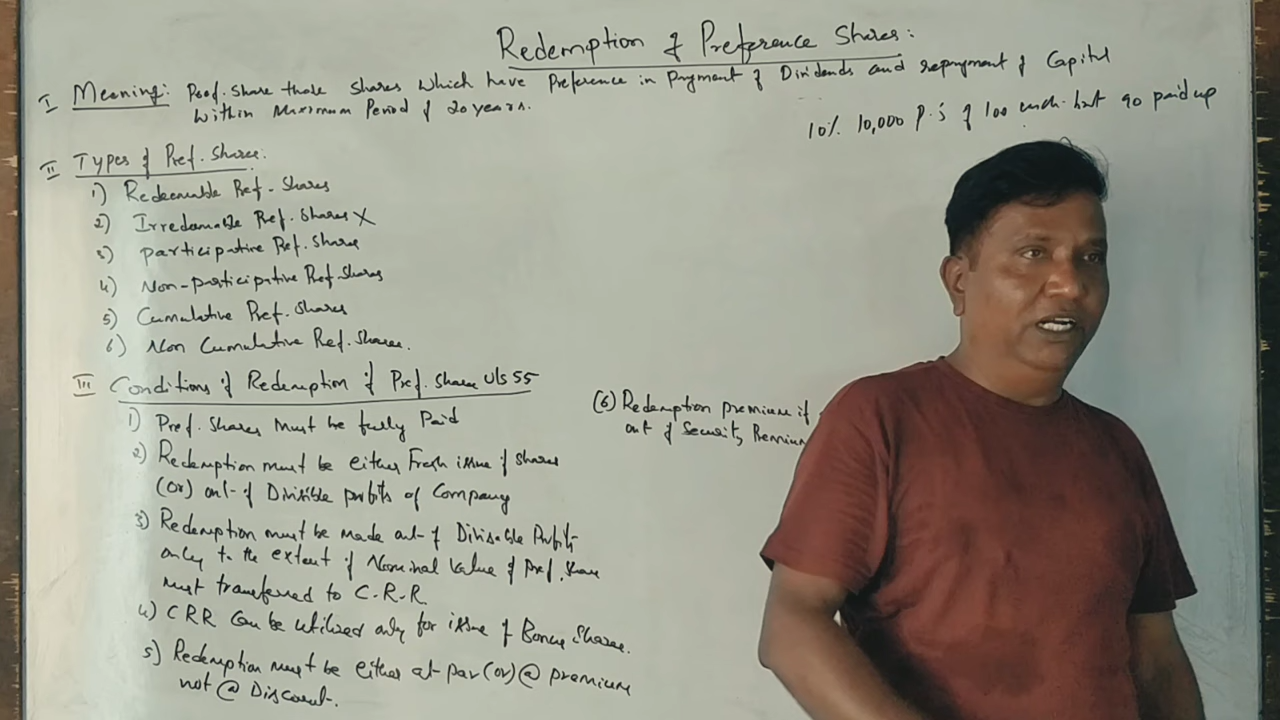 Redemption of Preference Shares:
I Meaning: Pref. Share those Shares which have Preference in Payment of Dividends and repayment of Capital
within Maximum Period of 20 years.
10% 10,000 P.S of 100 each but 90 paid up
II Types of Pref. Shares:
1) Redeemable Pref. Shares
2) Irredamable Pref. Shares X
3) Participative Pref. Share
4) Non-participative Pref. Shares
5) Cumulative Pref. Shares
6) Non Cumulative Pref. Shares.
III Conditions of Redemption of Pref. Share U/s 55
1) Pref. Shares Must be fully Paid
2) Redemption must be either Fresh issue of shares
(or) out of Divisible profits of Company
3) Redemption must be made out of Divisable Profits
only to the extent of Nominal Value of Pref. Share
must transferred to C.R.R.
4) CRR Can be utilized only for issue of Bonus Shares.
5) Redemption must be either at par (or) @ premium
not @ Discount.
(6) Redemption premium if
out of Security Premium